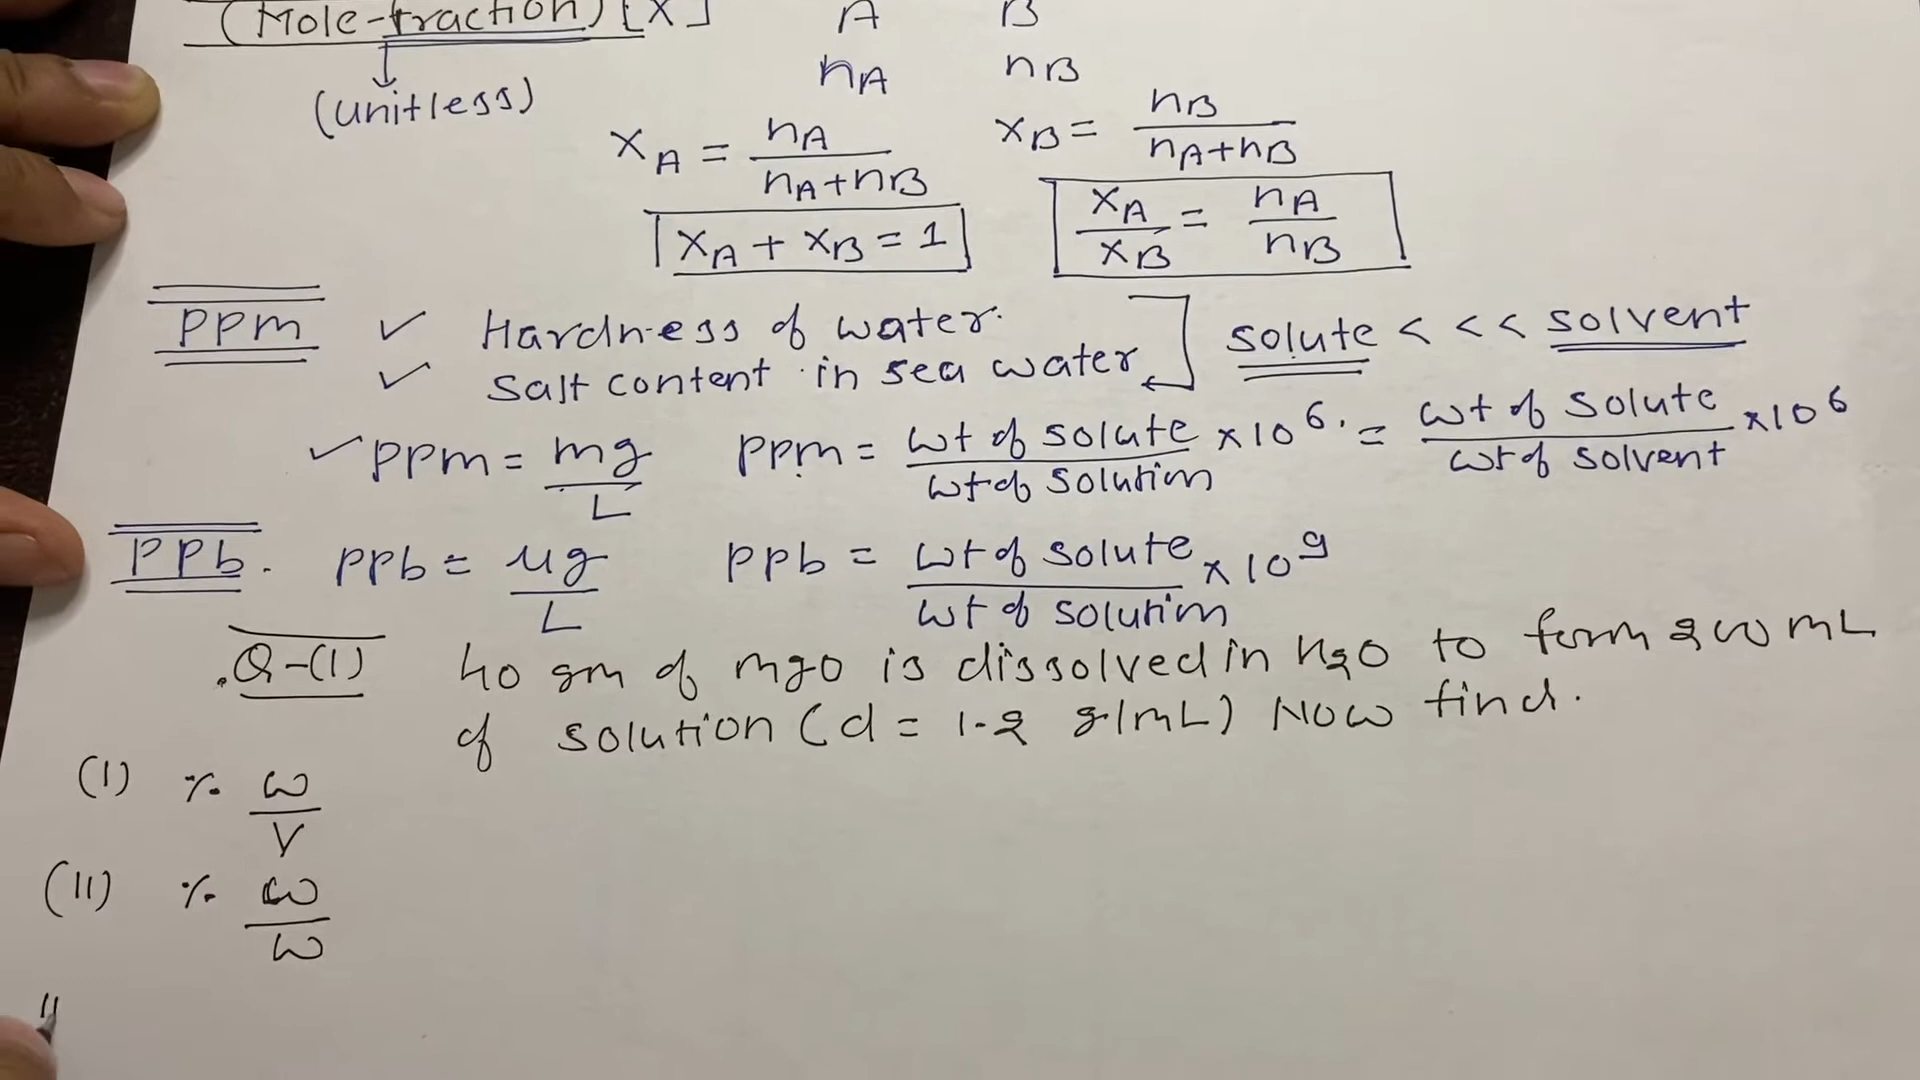 (Mole-fraction) [X] A B
(unitless) nA nB
XA = nA / nA+nB XB = nB / nA+nB
XA + XB = 1 XA / XB = nA / nB
PPm ✓ Hardness of water.
✓ Salt content in sea water ] solute < < < solvent
✓ PPm = mg / L PPm = wt of solute / wt of solution ×10⁶ = wt of solute / wt of solvent ×10⁶
PPb. PPb = ug / L PPb = wt of solute / wt of solution ×10⁹
Q-(1) 40 gm of mgo is dissolved in H2O to form 200 mL
of solution (d = 1.2 g/mL) Now find.
(I) % w / V
(II) % w / w